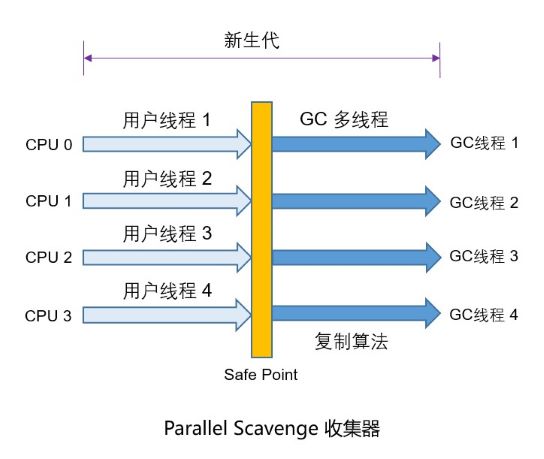 新生代
用户线程 1
GC 多线程
CPU 0
GC线程 1
用户线程 2
CPU 1
GC线程 2
用户线程 3
CPU 2
GC线程 3
用户线程 4
CPU 3
GC线程 4
复制算法
Safe Point
Parallel Scavenge 收集器